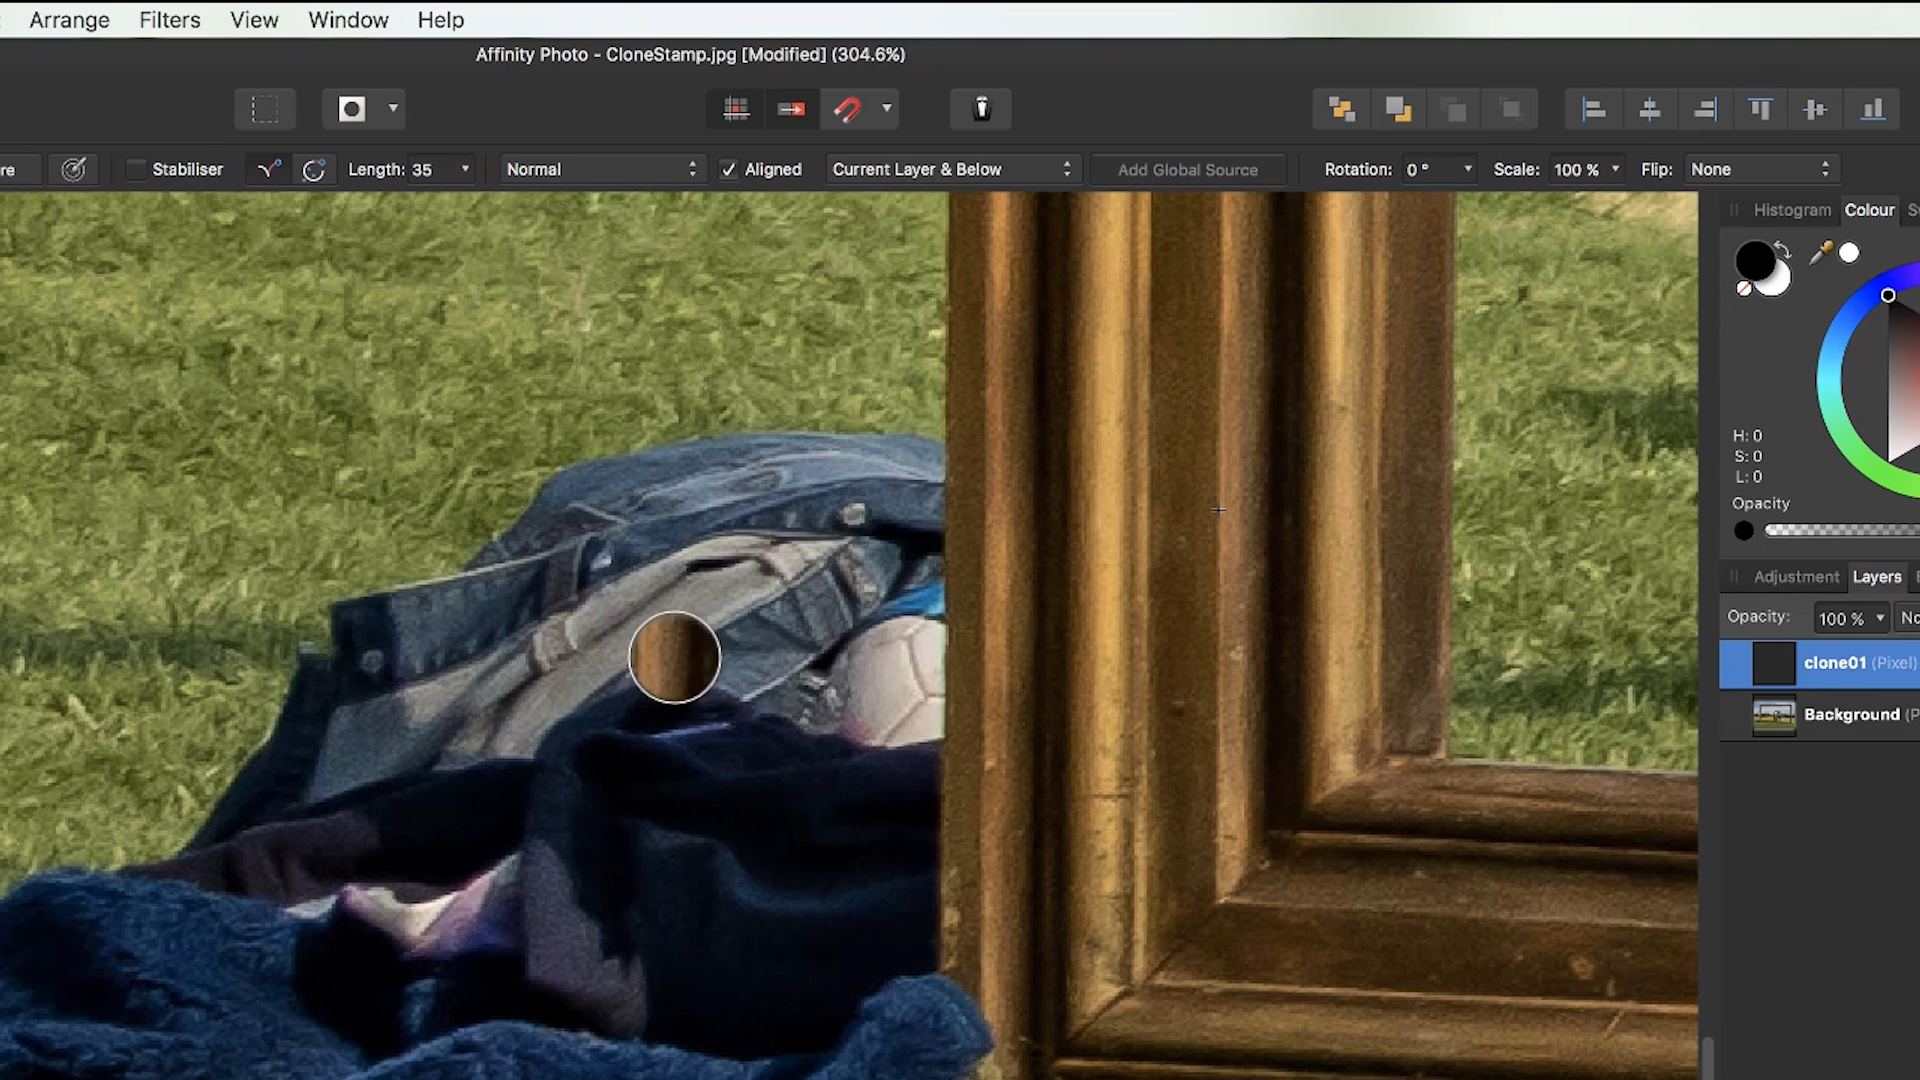 Arrange Filters View Window Help
Affinity Photo - CloneStamp.jpg [Modified] (304.6%)
re Stabiliser Length: 35 Normal Aligned Current Layer & Below Add Global Source Rotation: 0 ° Scale: 100 % Flip: None
Histogram Colour S
H: 0
S: 0
L: 0
Opacity
Adjustment Layers
Opacity: 100 % No
clone01 (Pixel)
Background (P